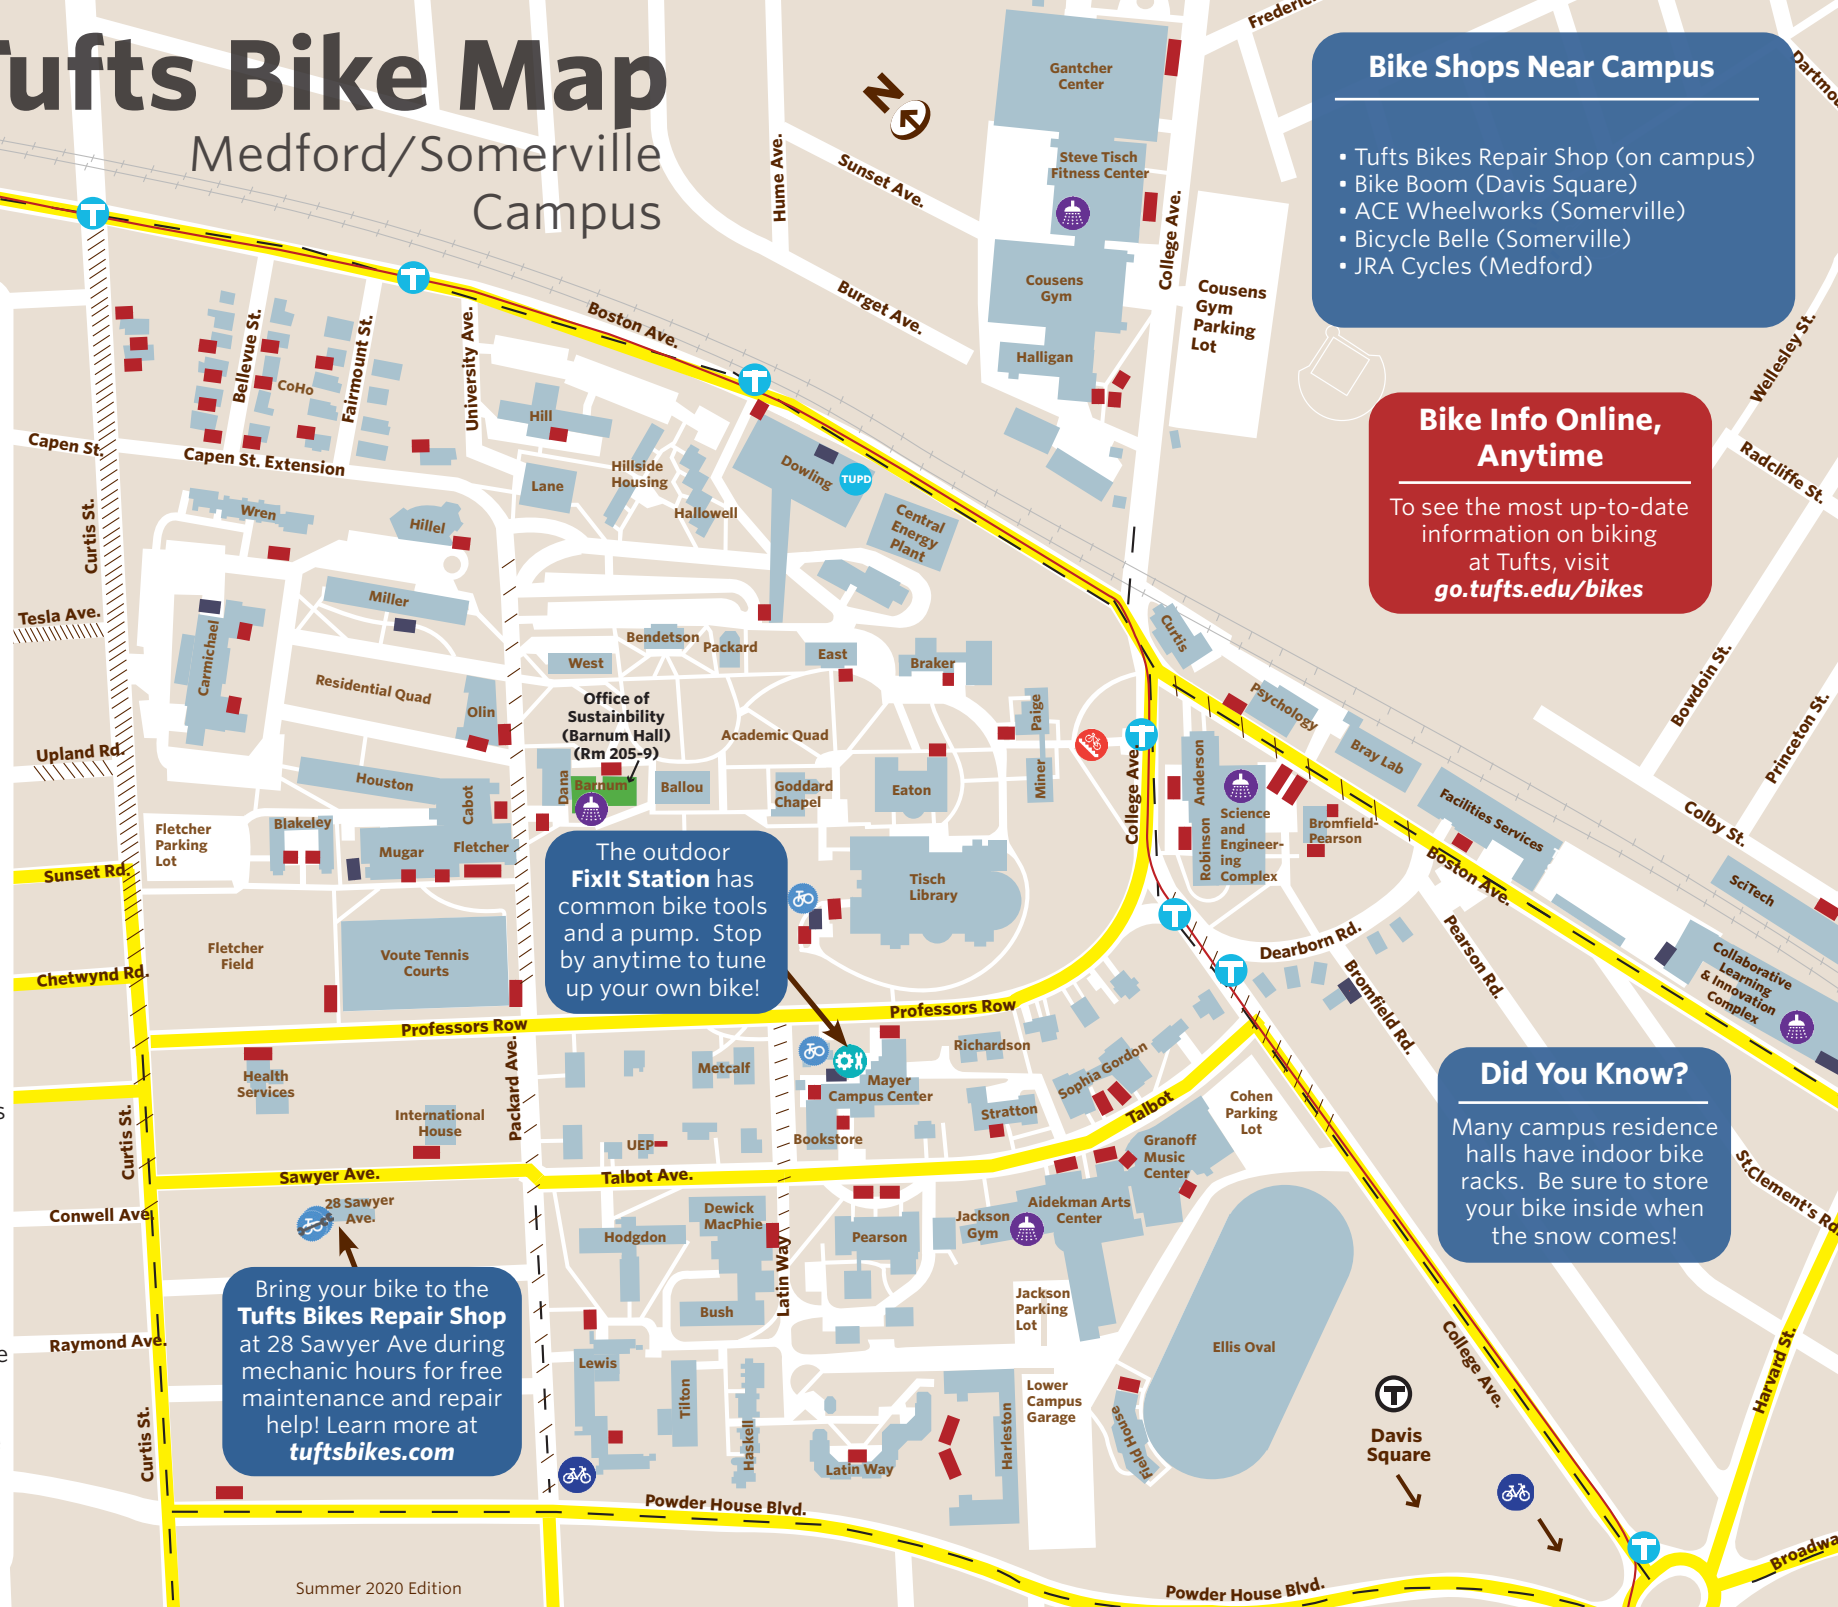 Tufts Bike Map
Medford/Somerville
Campus
N
Bike Shops Near Campus
• Tufts Bikes Repair Shop (on campus)
• Bike Boom (Davis Square)
• ACE Wheelworks (Somerville)
• Bicycle Belle (Somerville)
• JRA Cycles (Medford)
Bike Info Online,
Anytime
To see the most up-to-date
information on biking
at Tufts, visit
go.tufts.edu/bikes
Gantcher
Center
Steve Tisch
Fitness Center
Cousens
Gym
Halligan
Cousens
Gym
Parking
Lot
College Ave.
Hume Ave.
Sunset Ave.
Burget Ave.
Boston Ave.
Wellesley St.
Radcliffe St.
Bowdoin St.
Princeton St.
Colby St.
T
T
T
Bellevue St.
CoHo
Fairmount St.
University Ave.
Capen St.
Capen St. Extension
Curtis St.
Hill
Lane
Hillside
Housing
Hallowell
Dowling
TUPD
Central
Energy
Plant
Wren
Hillel
Miller
Carmichael
Residential Quad
Olin
Tesla Ave.
Upland Rd.
Bendetson
Packard
West
East
Braker
Office of
Sustainbility
(Barnum Hall)
(Rm 205-9)
Academic Quad
Paige
Miner
Curtis
Psychology
Bray Lab
Facilities Services
T
Houston
Cabot
Dana
Barnum
Ballou
Goddard
Chapel
Eaton
College Ave.
Anderson
Robinson
Science
and
Engineer-
ing
Complex
Bromfield-
Pearson
Boston Ave.
SciTech
Fletcher
Parking
Lot
Blakeley
Mugar
Fletcher
Tisch
Library
Sunset Rd.
Chetwynd Rd.
Fletcher
Field
Voute Tennis
Courts
The outdoor
FixIt Station has
common bike tools
and a pump. Stop
by anytime to tune
up your own bike!
T
T
Dearborn Rd.
Bromfield Rd.
Pearson Rd.
Collaborative
Learning
& Innovation
Complex
Professors Row
Professors Row
Health
Services
International
House
Packard Ave.
Curtis St.
Metcalf
UEP
Mayer
Campus Center
Bookstore
Richardson
Sophia Gordon
Stratton
Talbot
Cohen
Parking
Lot
Granoff
Music
Center
Did You Know?
Many campus residence
halls have indoor bike
racks. Be sure to store
your bike inside when
the snow comes!
St.Clement's Rd.
Sawyer Ave.
Talbot Ave.
28 Sawyer
Ave.
Conwell Ave.
Raymond Ave.
Bring your bike to the
Tufts Bikes Repair Shop
at 28 Sawyer Ave during
mechanic hours for free
maintenance and repair
help! Learn more at
tuftsbikes.com
Hodgdon
Dewick
MacPhie
Latin Way
Pearson
Jackson
Gym
Aidekman Arts
Center
Bush
Jackson
Parking
Lot
Ellis Oval
Lewis
Tilton
Haskell
Latin Way
Harleston
Lower
Campus
Garage
Field House
T
Davis
Square
College Ave.
Harvard St.
Curtis St.
Powder House Blvd.
Powder House Blvd.
T
Summer 2020 Edition